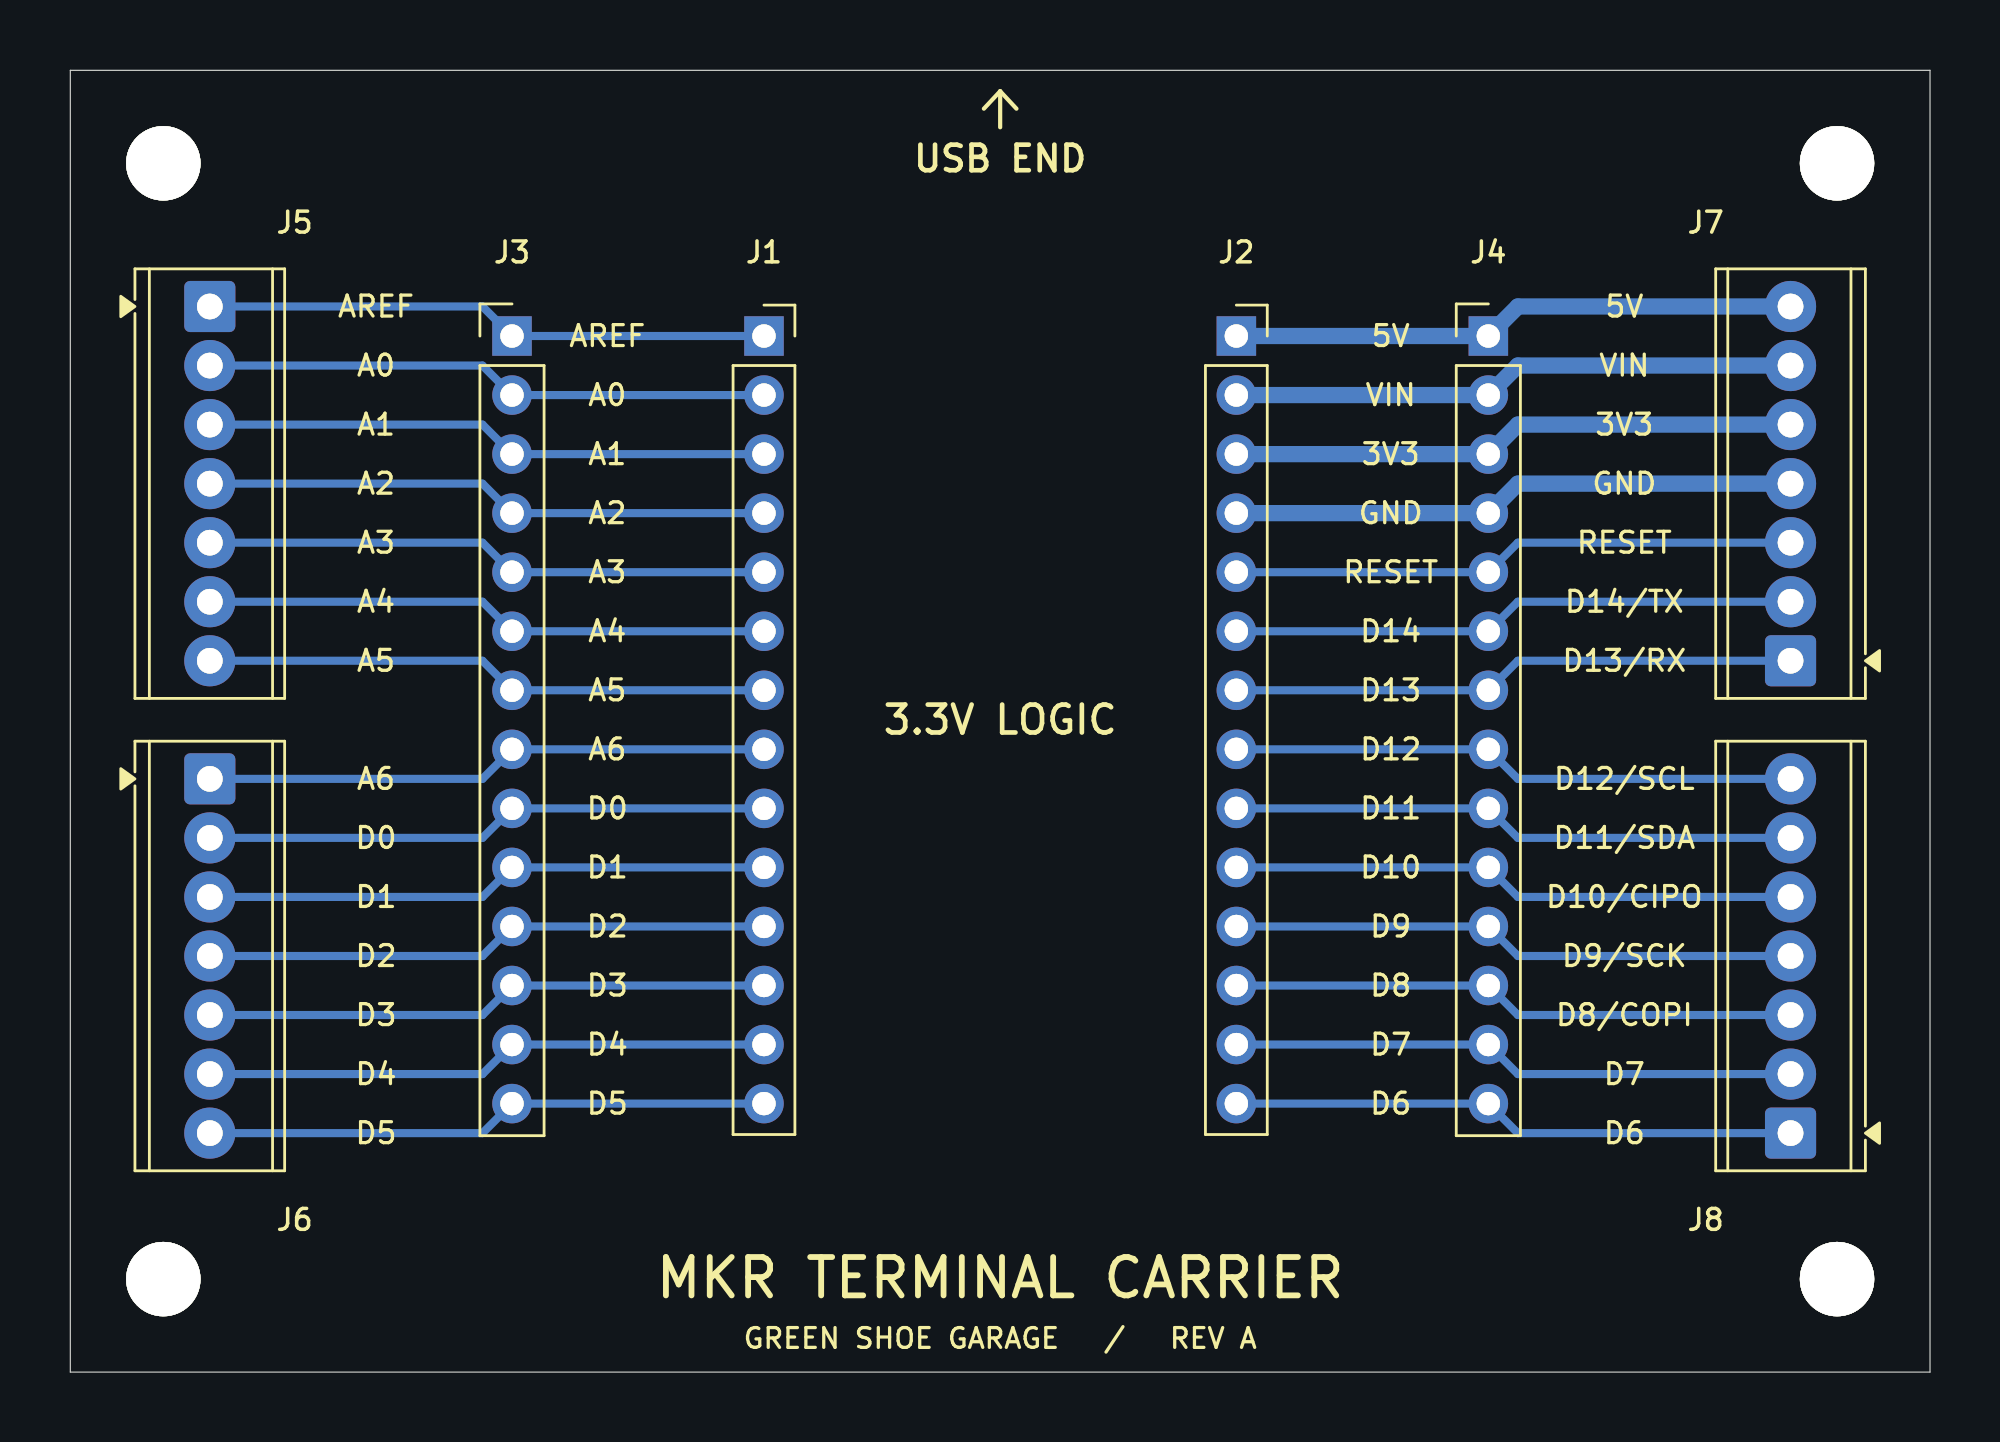 USB END
J5
J3
J1
J2
J4
J7
AREF
AREF
5V
5V
A0
A0
VIN
VIN
A1
A1
3V3
3V3
A2
A2
GND
GND
A3
A3
RESET
RESET
A4
A4
D14
D14/TX
A5
A5
D13
D13/RX
3.3V LOGIC
A6
A6
D12
D12/SCL
D0
D0
D11
D11/SDA
D1
D1
D10
D10/CIPO
D2
D2
D9
D9/SCK
D3
D3
D8
D8/COPI
D4
D4
D7
D7
D5
D5
D6
D6
J6
J8
MKR TERMINAL CARRIER
GREEN SHOE GARAGE / REV A